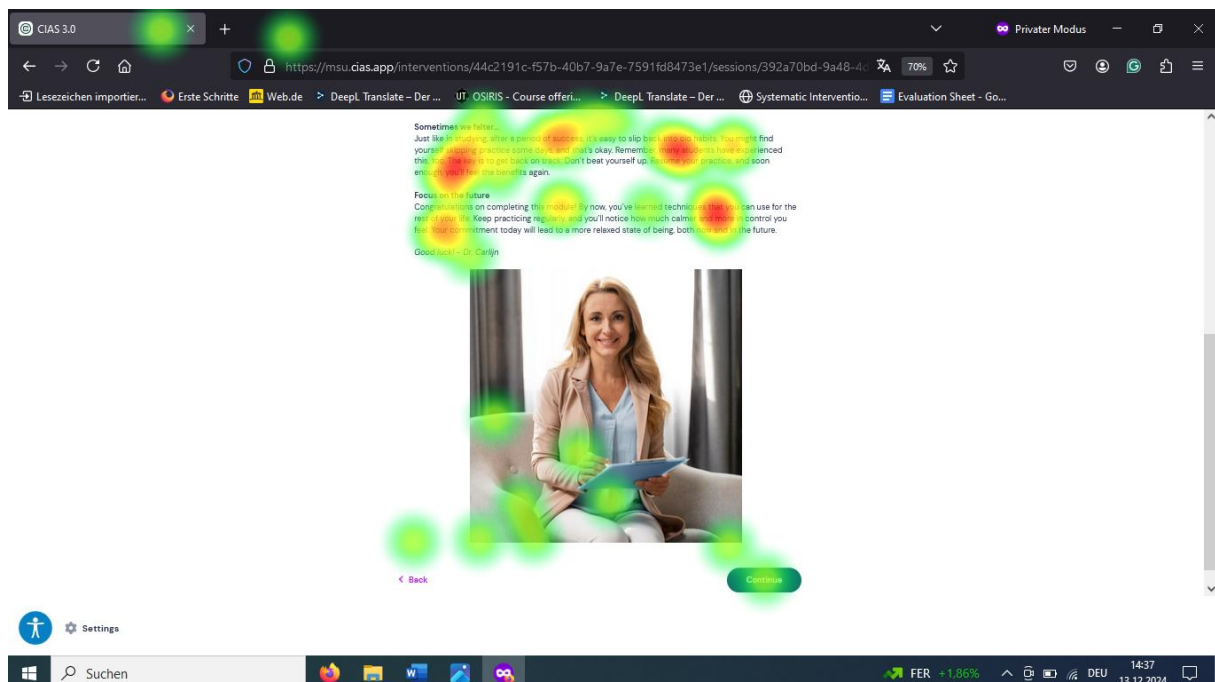 CIAS 3.0
Privater Modus
https://msu.cias.app/interventions/44c2191c-f57b-40b7-9a7e-7591fd8473e1/sessions/392a70bd-9a48-4c
70%
Lesezeichen importier... Erste Schritte Web.de DeepL Translate – Der ... OSIRIS - Course offeri... DeepL Translate – Der ... Systematic Interventio... Evaluation Sheet - Go...
Sometimes we falter...
Just like in studying, after a period of success, it's easy to slip back into old habits. You might find
yourself skipping practice some days, and that's okay. Remember, many students have experienced
this, too. The key is to get back on track. Don't beat yourself up. Resume your practice, and soon
enough, you'll feel the benefits again.
Focus on the future
Congratulations on completing this module! By now, you've learned techniques that you can use for the
rest of your life. Keep practicing regularly, and you'll notice how much calmer and more in control you
feel. Your commitment today will lead to a more relaxed state of being, both now and in the future.
Good luck! – Dr. Carlijn
Back
Continue
Settings
Suchen
FER +1,86%
DEU
14:37
13.12.2024